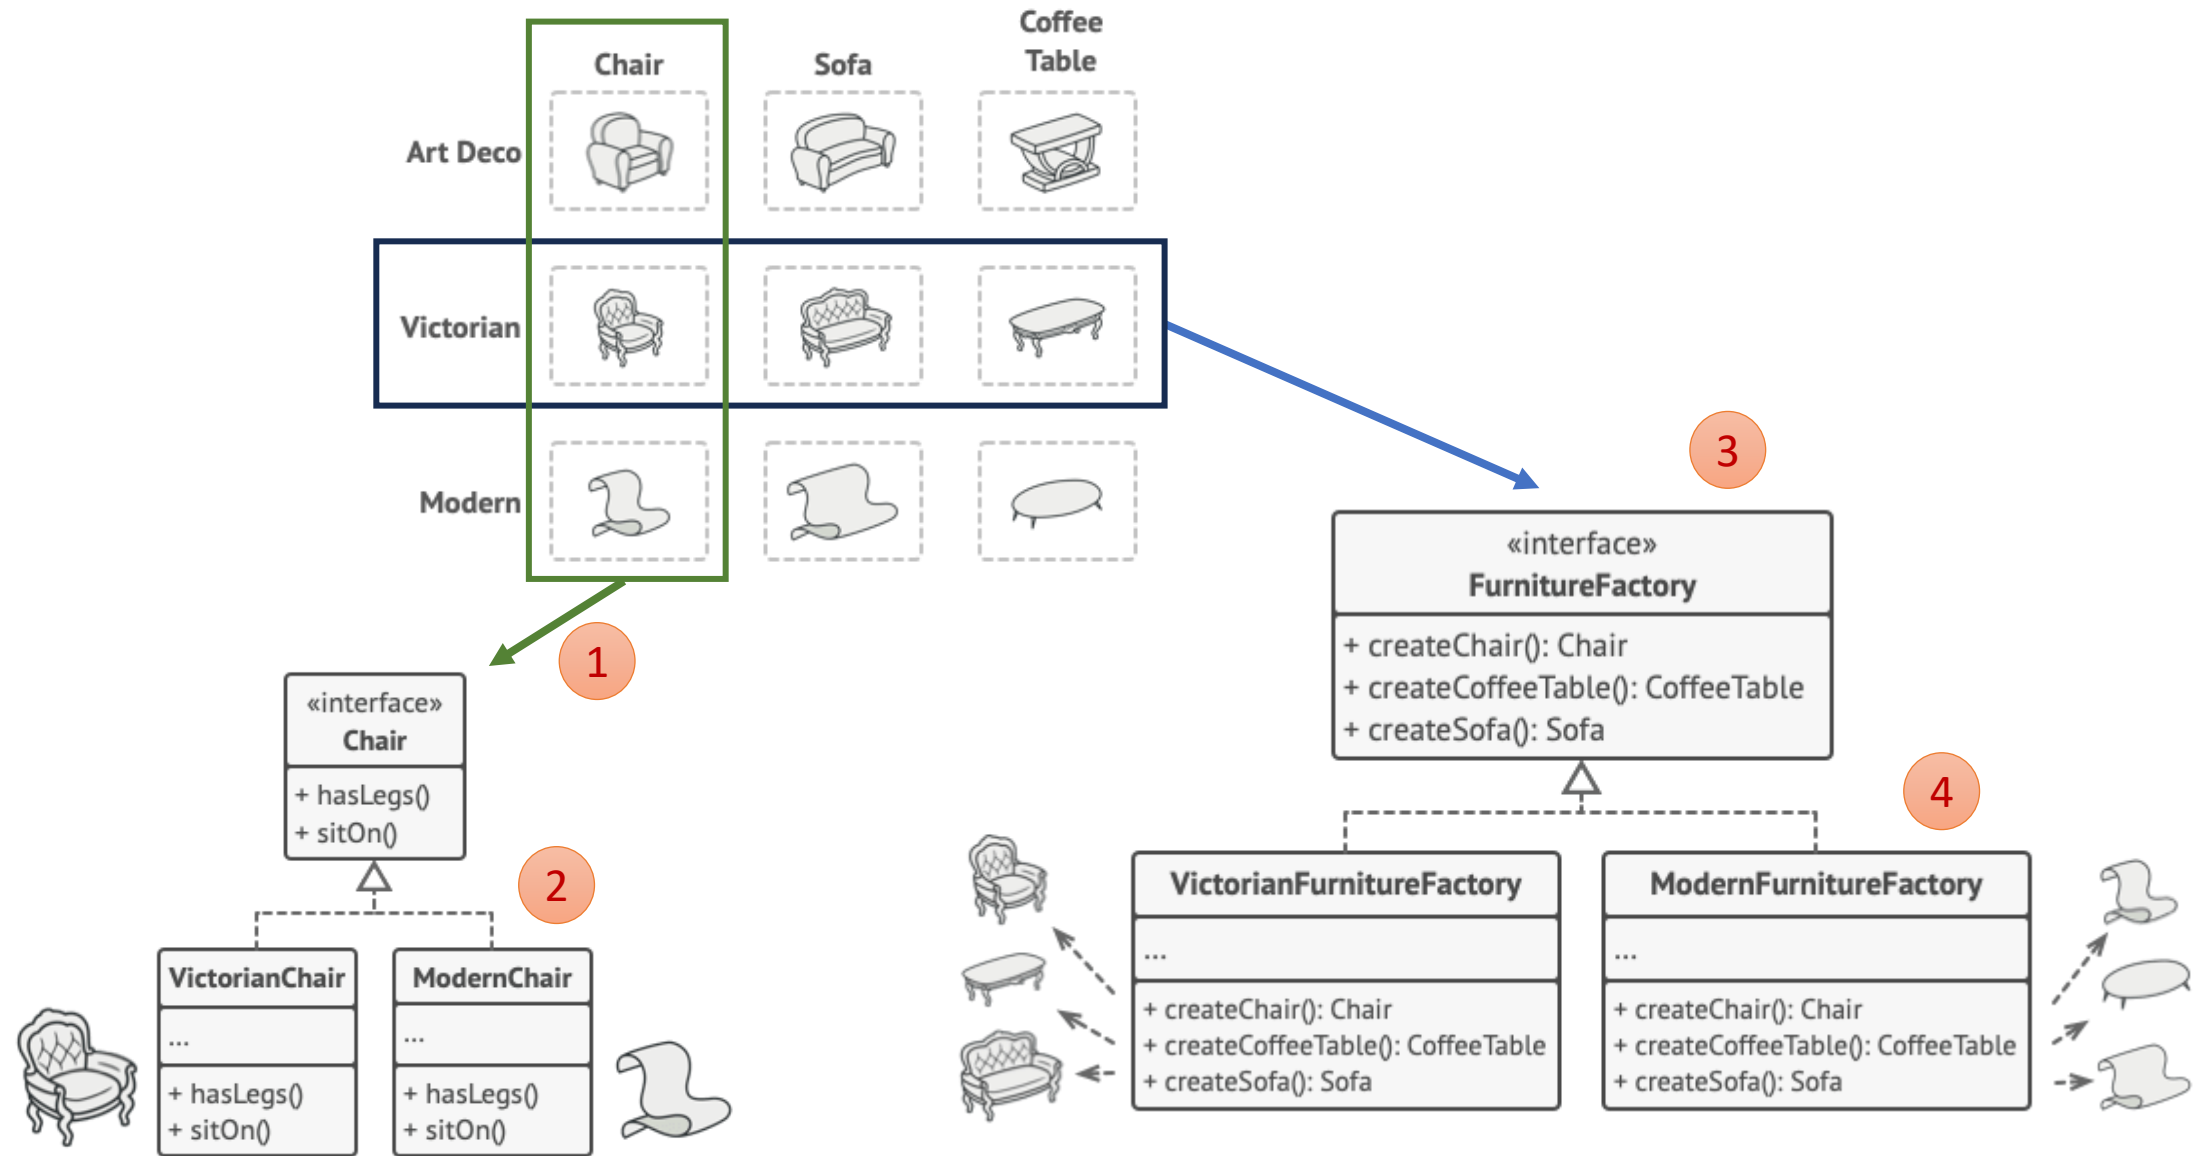 Chair
Sofa
Coffee
Table
Art Deco
Victorian
Modern
1
«interface»
Chair
+ hasLegs()
+ sitOn()
2
VictorianChair
...
+ hasLegs()
+ sitOn()
ModernChair
...
+ hasLegs()
+ sitOn()
3
«interface»
FurnitureFactory
+ createChair(): Chair
+ createCoffeeTable(): CoffeeTable
+ createSofa(): Sofa
4
VictorianFurnitureFactory
...
+ createChair(): Chair
+ createCoffeeTable(): CoffeeTable
+ createSofa(): Sofa
ModernFurnitureFactory
...
+ createChair(): Chair
+ createCoffeeTable(): CoffeeTable
+ createSofa(): Sofa